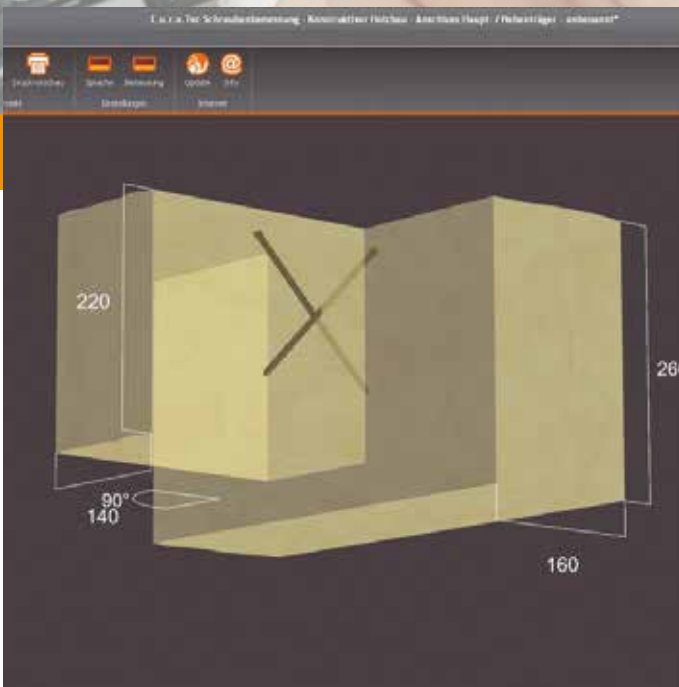 Schraubenbemessung - Konstruktiver Holzbau - Anschluss Haupt- / Nebenträger - unbenannt*
Druckvorschau Sprache Bemessung Update Info
Einstellungen Internet
220
260
90°
140
160